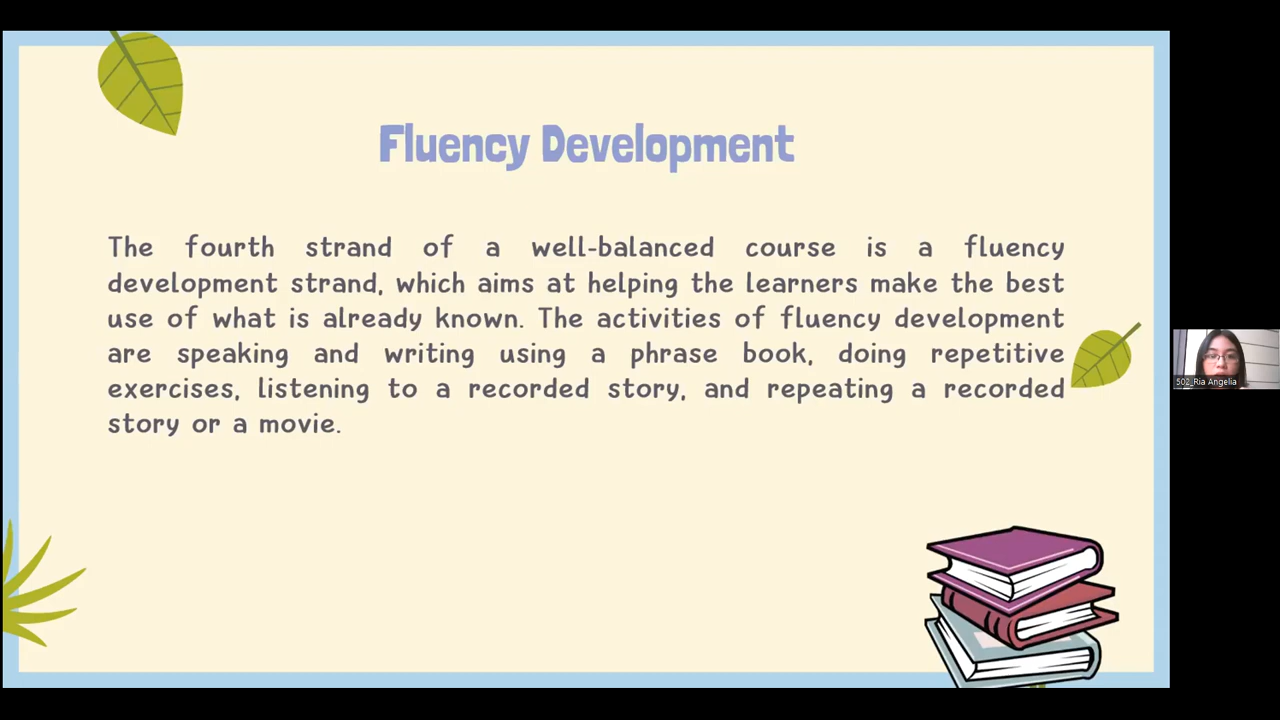 Fluency Development
The fourth strand of a well-balanced course is a fluency
development strand, which aims at helping the learners make the best
use of what is already known. The activities of fluency development
are speaking and writing using a phrase book, doing repetitive
exercises, listening to a recorded story, and repeating a recorded
story or a movie.
502_Ria Angelia